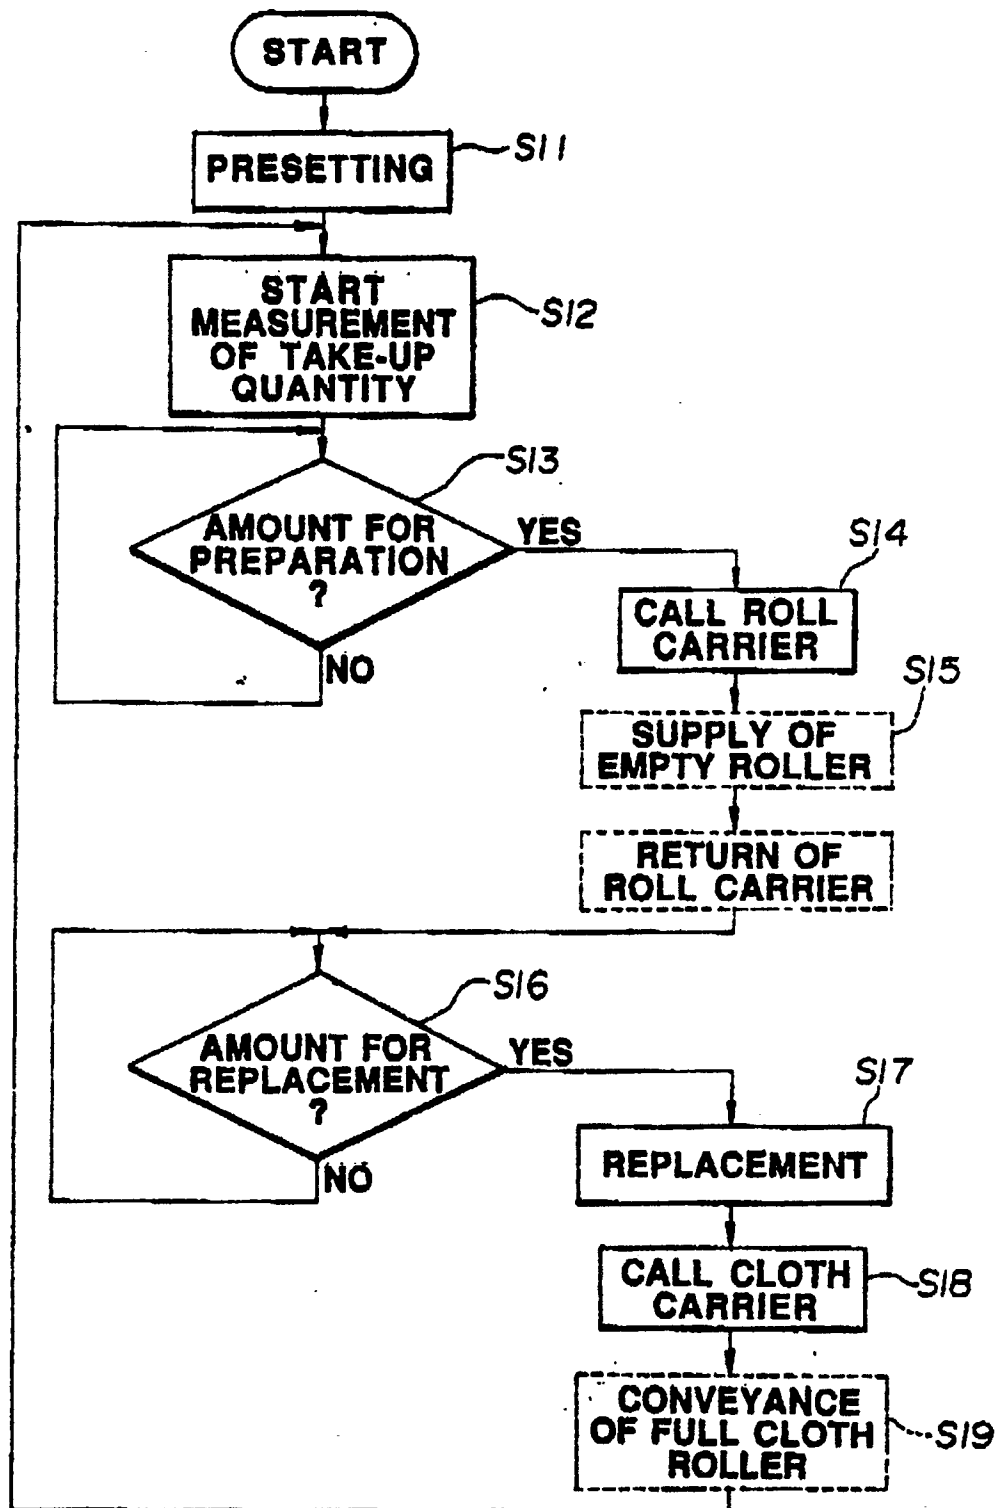 START
PRESETTING
S11
START
MEASUREMENT
OF TAKE-UP
QUANTITY
S12
S13
AMOUNT FOR
PREPARATION
?
YES
NO
S14
CALL ROLL
CARRIER
S15
SUPPLY OF
EMPTY ROLLER
RETURN OF
ROLL CARRIER
S16
AMOUNT FOR
REPLACEMENT
?
YES
NO
S17
REPLACEMENT
CALL CLOTH
CARRIER
S18
CONVEYANCE
OF FULL CLOTH
ROLLER
S19